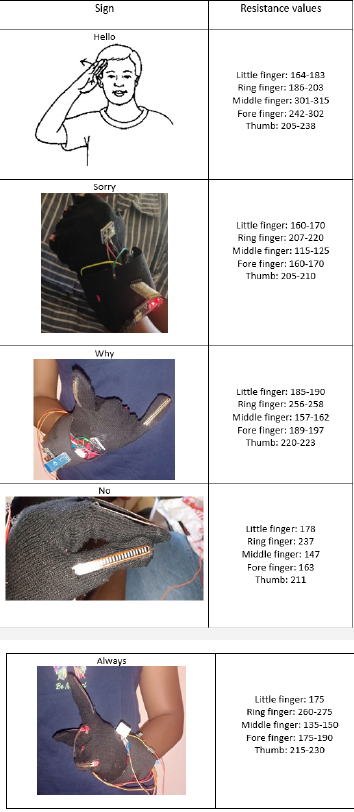 Sign
Resistance values
Hello
Little finger: 164-183
Ring finger: 186-203
Middle finger: 301-315
Fore finger: 242-302
Thumb: 205-238
Sorry
Little finger: 160-170
Ring finger: 207-220
Middle finger: 115-125
Fore finger: 160-170
Thumb: 205-210
Why
Little finger: 185-190
Ring finger: 256-258
Middle finger: 157-162
Fore finger: 189-197
Thumb: 220-223
No
Little finger: 178
Ring finger: 237
Middle finger: 147
Fore finger: 163
Thumb: 211
Always
Little finger: 175
Ring finger: 260-275
Middle finger: 135-150
Fore finger: 175-190
Thumb: 215-230